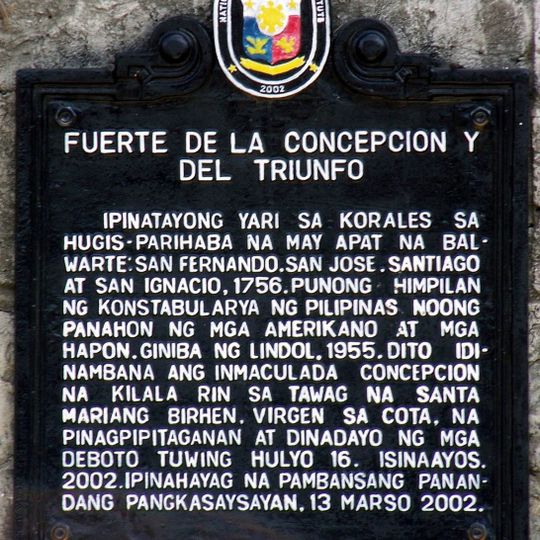 2002
FUERTE DE LA CONCEPCION Y
DEL TRIUNFO
IPINATAYONG YARI SA KORALES SA
HUGIS-PARIHABA NA MAY APAT NA BAL-
WARTE:SAN FERNANDO.SAN JOSE.SANTIAGO
AT SAN IGNACIO, 1756. PUNONG HIMPILAN
NG KONSTABULARYA NG PILIPINAS NOONG
PANAHON NG MGA AMERIKANO AT MGA
HAPON. GINIBA NG LINDOL, 1955. DITO IDI-
NAMBANA ANG INMACULADA CONCEPCION
NA KILALA RIN SA TAWAG NA SANTA
MARIANG BIRHEN, VIRGEN SA COTA, NA
PINAGPIPITAGANAN AT DINADAYO NG MGA
DEBOTO TUWING HULYO 16. ISINAAYOS.
2002.IPINAHAYAG NA PAMBANSANG PANAN-
DANG PANGKASAYSAYAN, 13 MARSO 2002.